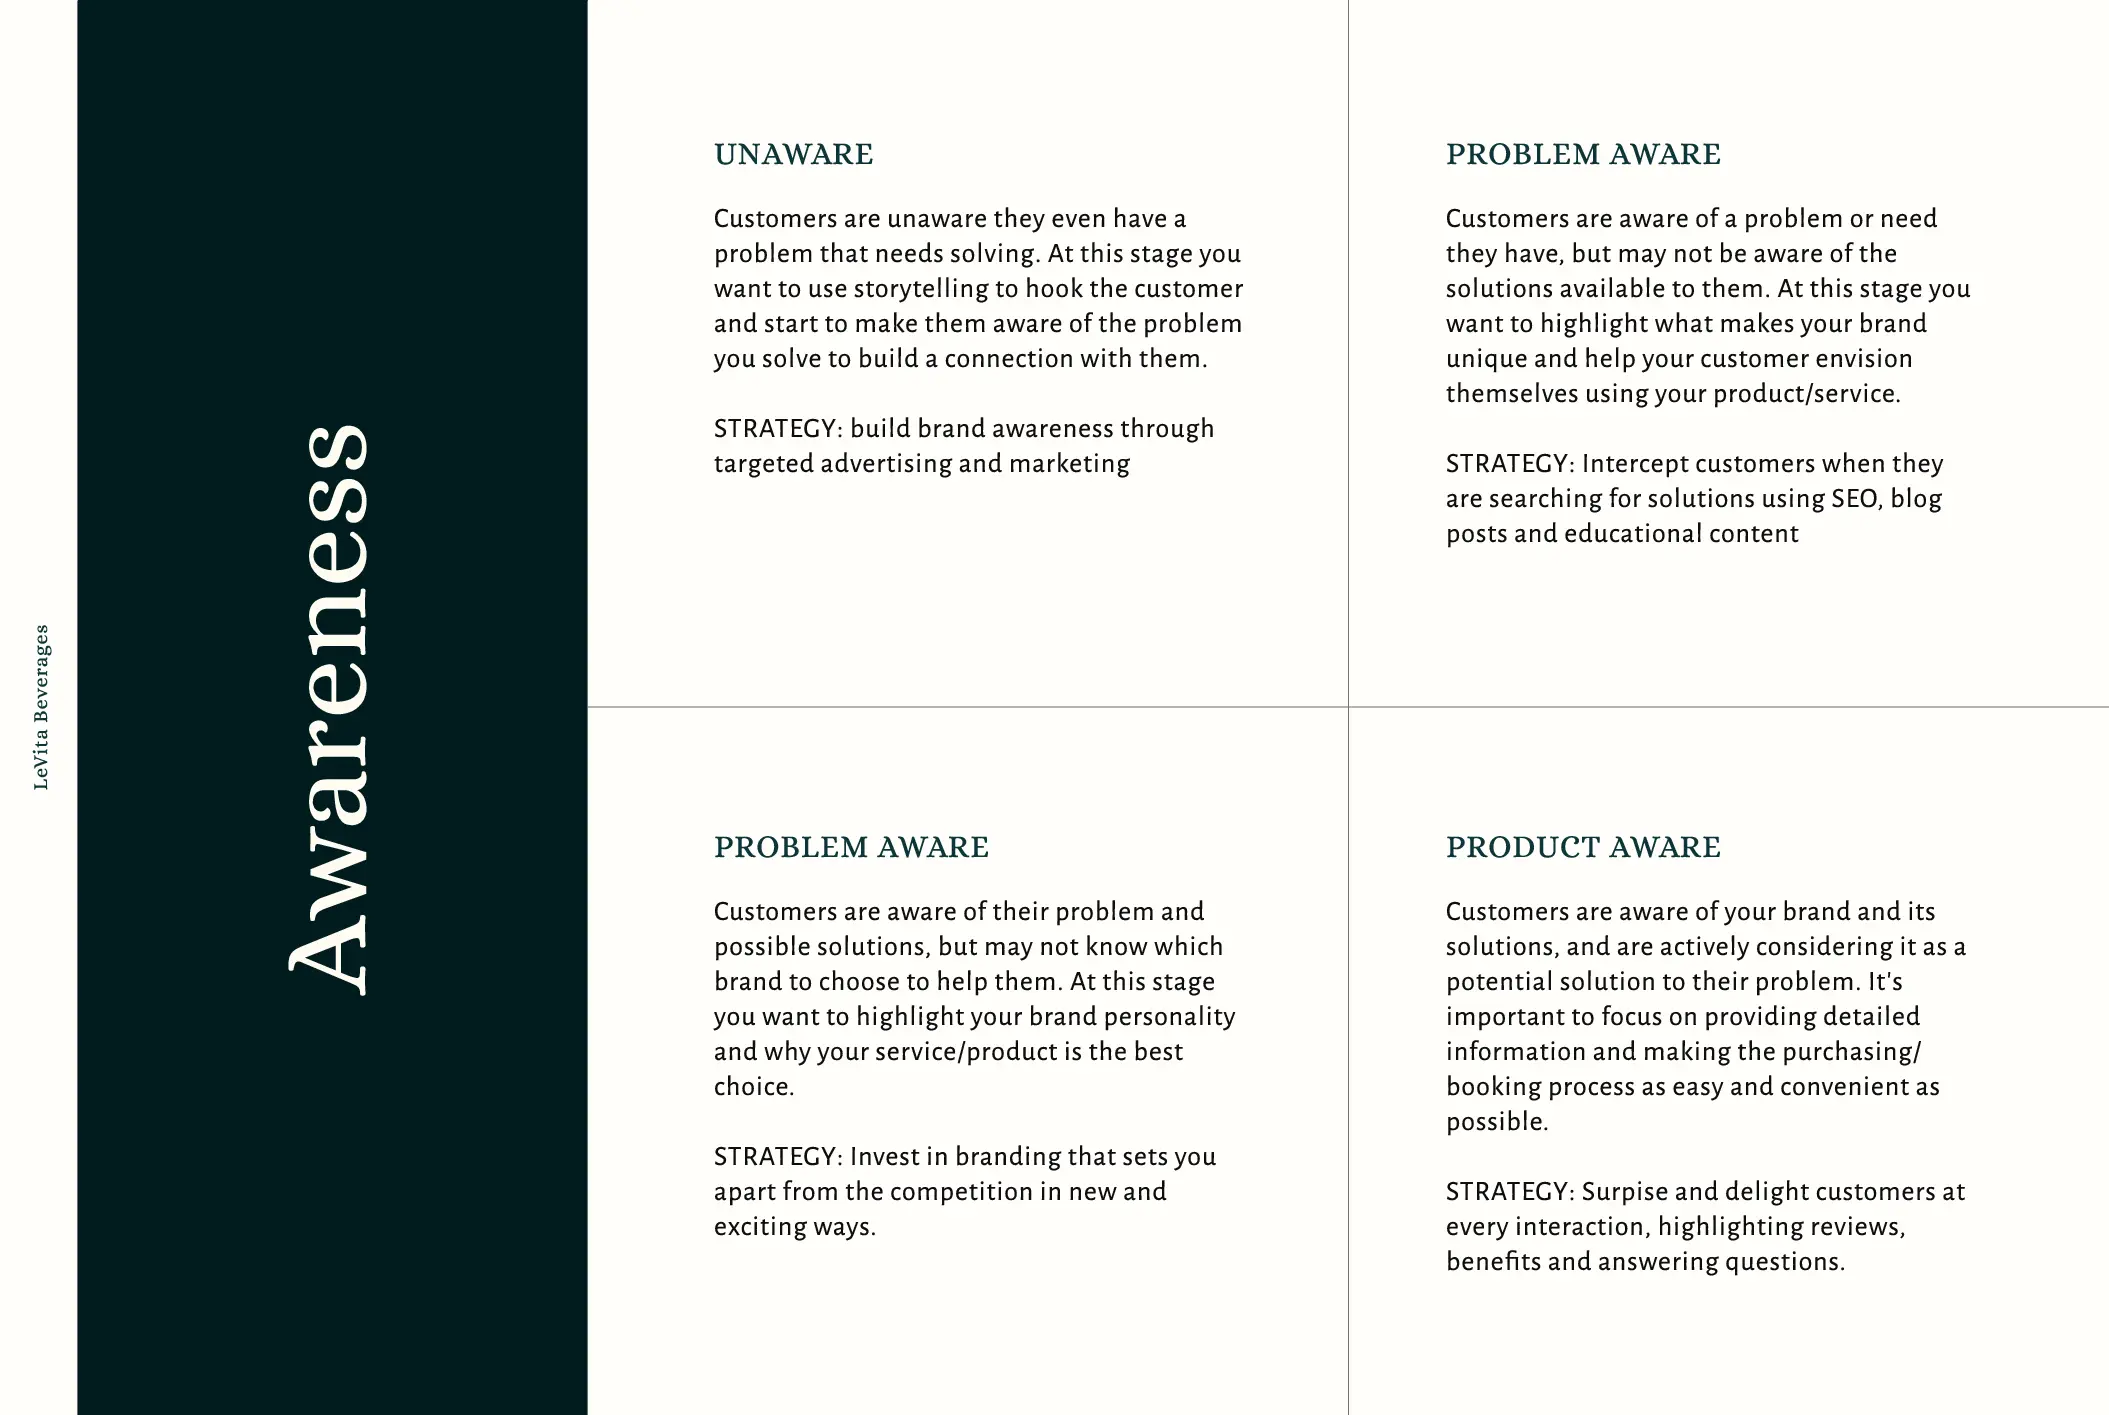 LeVita Beverages
Awareness
UNAWARE
Customers are unaware they even have a
problem that needs solving. At this stage you
want to use storytelling to hook the customer
and start to make them aware of the problem
you solve to build a connection with them.
STRATEGY: build brand awareness through
targeted advertising and marketing
PROBLEM AWARE
Customers are aware of a problem or need
they have, but may not be aware of the
solutions available to them. At this stage you
want to highlight what makes your brand
unique and help your customer envision
themselves using your product/service.
STRATEGY: Intercept customers when they
are searching for solutions using SEO, blog
posts and educational content
PROBLEM AWARE
Customers are aware of their problem and
possible solutions, but may not know which
brand to choose to help them. At this stage
you want to highlight your brand personality
and why your service/product is the best
choice.
STRATEGY: Invest in branding that sets you
apart from the competition in new and
exciting ways.
PRODUCT AWARE
Customers are aware of your brand and its
solutions, and are actively considering it as a
potential solution to their problem. It's
important to focus on providing detailed
information and making the purchasing/
booking process as easy and convenient as
possible.
STRATEGY: Surpise and delight customers at
every interaction, highlighting reviews,
benefits and answering questions.